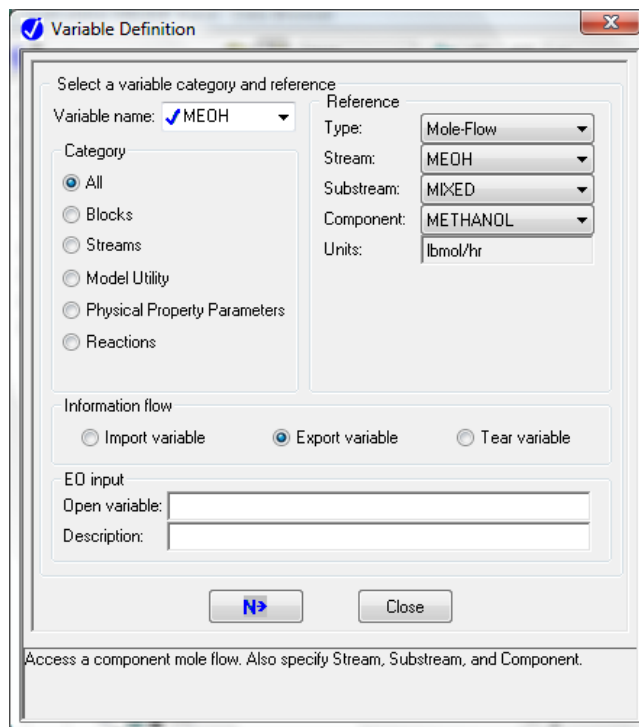 Variable Definition
Select a variable category and reference
Variable name: MEOH
Category
All
Blocks
Streams
Model Utility
Physical Property Parameters
Reactions
Reference
Type: Mole-Flow
Stream: MEOH
Substream: MIXED
Component: METHANOL
Units: lbmol/hr
Information flow
Import variable Export variable Tear variable
EO input
Open variable:
Description:
N
Close
Access a component mole flow. Also specify Stream, Substream, and Component.